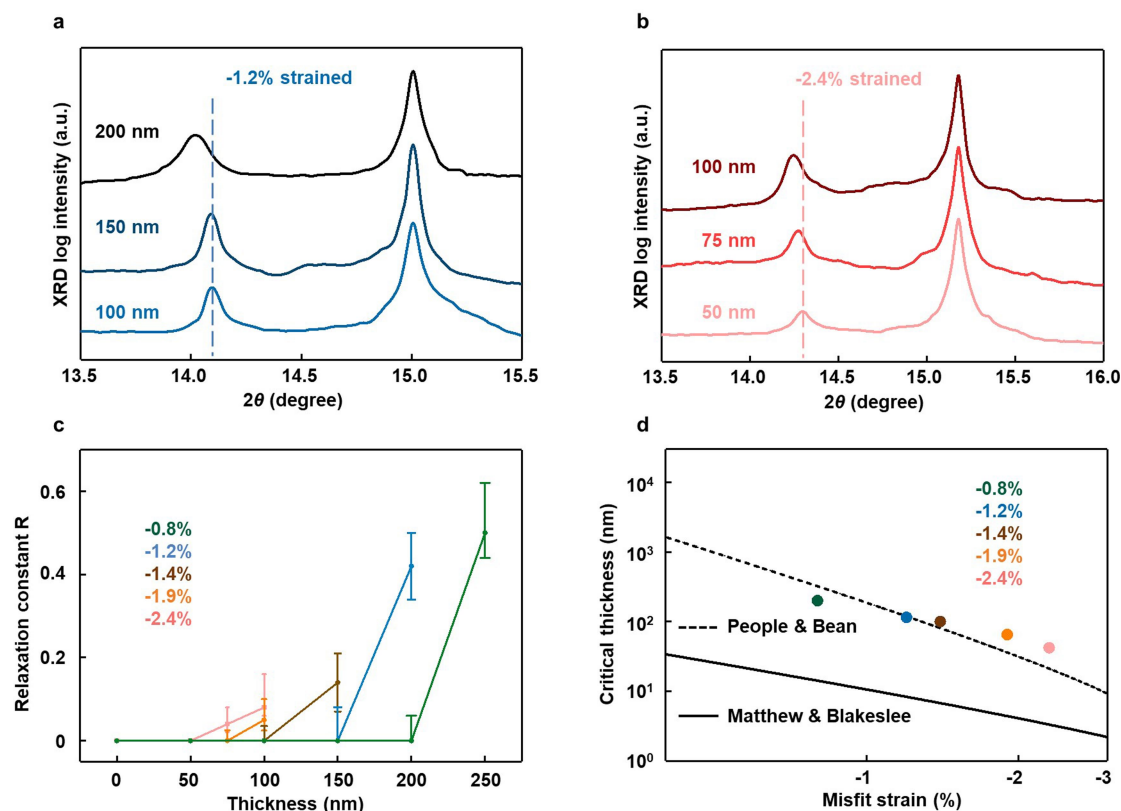 a
-1.2% strained
200 nm
150 nm
100 nm
XRD log intensity (a.u.)
13.5 14.0 14.5 15.0 15.5
2θ (degree)
b
-2.4% strained
100 nm
75 nm
50 nm
XRD log intensity (a.u.)
13.5 14.0 14.5 15.0 15.5 16.0
2θ (degree)
c
0.6
0.4
0.2
0
-0.8%
-1.2%
-1.4%
-1.9%
-2.4%
Relaxation constant R
0 50 100 150 200 250
Thickness (nm)
d
10⁴
10³
10²
10¹
10⁰
-0.8%
-1.2%
-1.4%
-1.9%
-2.4%
People & Bean
Matthew & Blakeslee
Critical thickness (nm)
-1 -2 -3
Misfit strain (%)